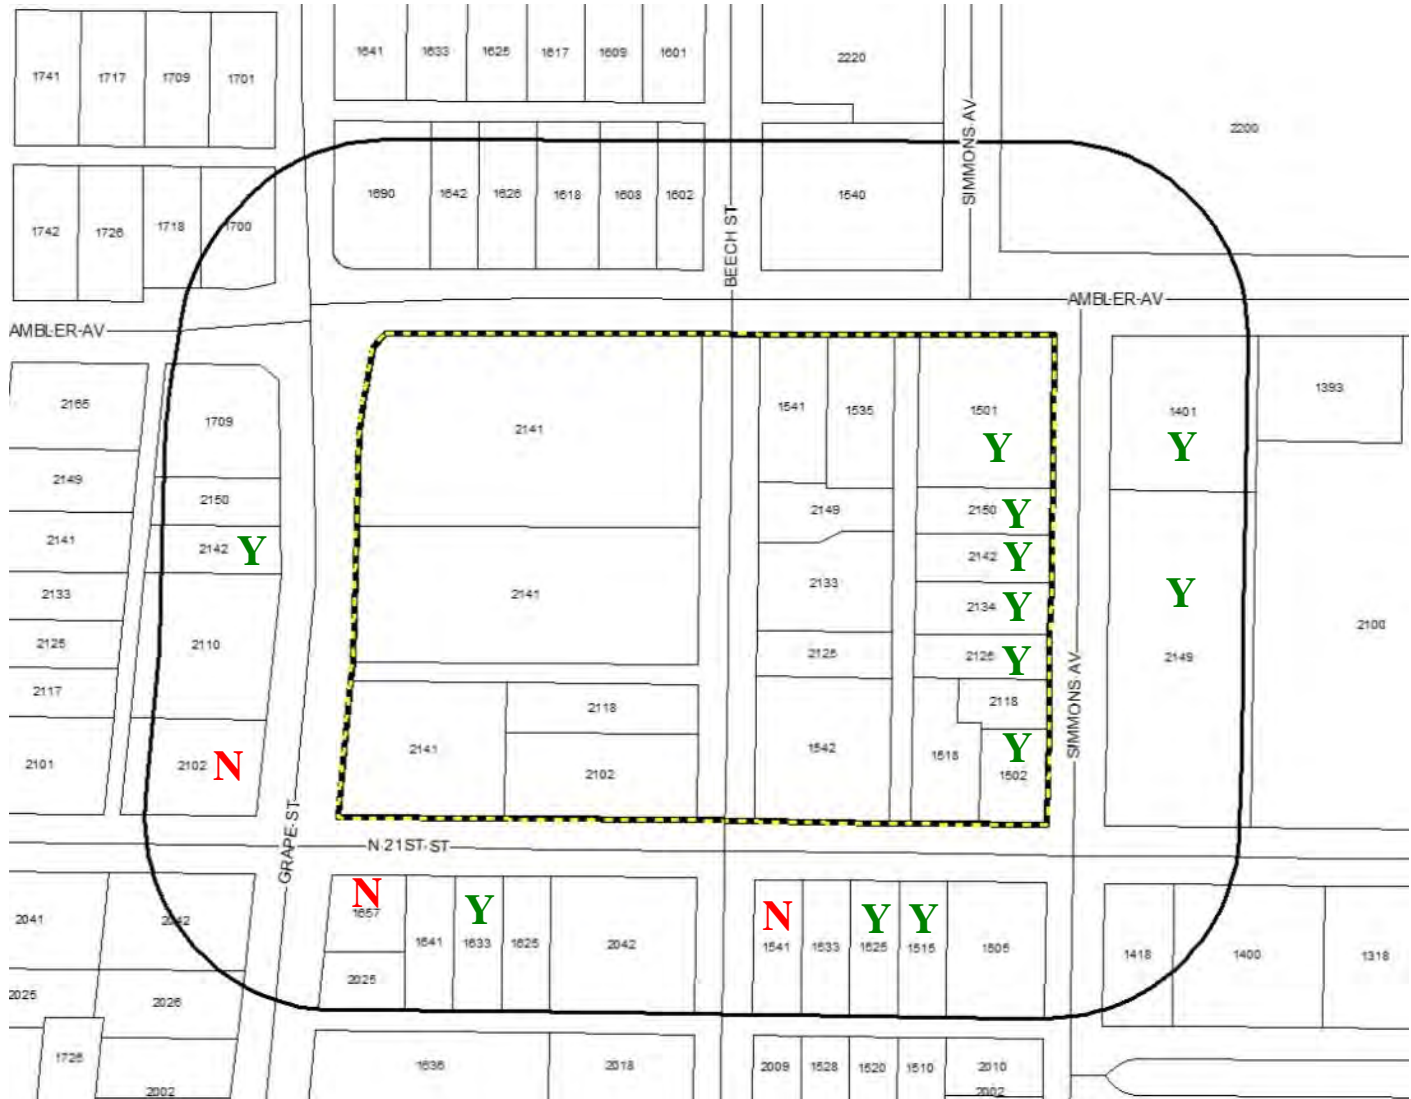 1641 1633 1625 1617 1609 1601
2220
1741 1717 1709 1701
SIMMONS AV
2200
1690 1642 1626 1618 1608 1602
1540
1742 1726 1718 1700
BEECH ST
AMBLER AV
AMBLER AV
2165
1709
2141
1541 1535 1501
Y
1401
Y
1393
2149
2150
2149
2150 Y
2141
2142 Y
2142 Y
2133
2141
2133
2134 Y
Y
2125
2110
2125
2126 Y
2149
2100
2117
2118
2118
SIMMONS AV
2101
2102 N
2141
2102
1542
1518
Y
1502
GRAPE ST
N 21ST ST
N
1657
2041
2042
1641
Y
1633
1625
2042
N
1541
1533
Y
1525
Y
1515
1505
1418
1400
1318
2025
2026
2025
1726
2002
1636
2018
2009 1528 1520 1510 2010
2002